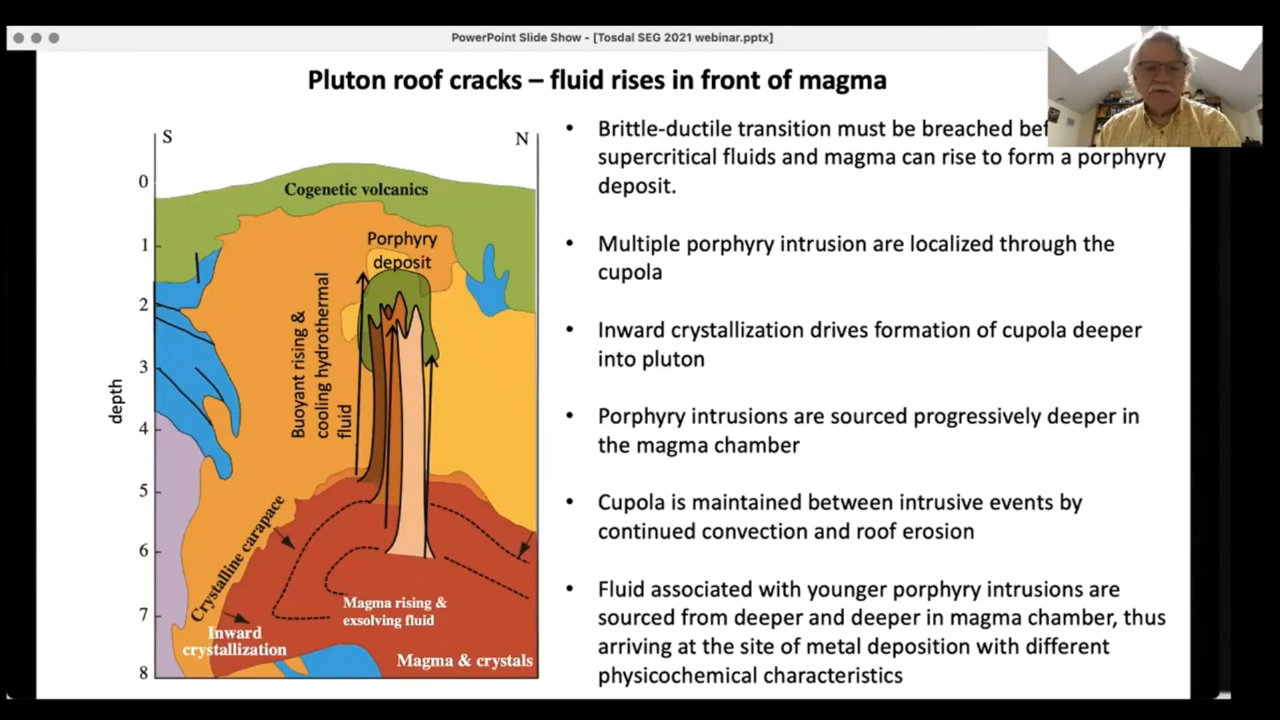 PowerPoint Slide Show - [Tosdal SEG 2021 webinar.pptx]
Pluton roof cracks – fluid rises in front of magma
S
N
0
1
2
3
4
5
6
7
8
depth
Cogenetic volcanics
Porphyry
deposit
Buoyant rising &
cooling hydrothermal
fluid
Crystalline carapace
Inward
crystallization
Magma rising &
exsolving fluid
Magma & crystals
• Brittle-ductile transition must be breached
supercritical fluids and magma can rise to form a porphyry
deposit.
• Multiple porphyry intrusion are localized through the
cupola
• Inward crystallization drives formation of cupola deeper
into pluton
• Porphyry intrusions are sourced progressively deeper in
the magma chamber
• Cupola is maintained between intrusive events by
continued convection and roof erosion
• Fluid associated with younger porphyry intrusions are
sourced from deeper and deeper in magma chamber, thus
arriving at the site of metal deposition with different
physicochemical characteristics